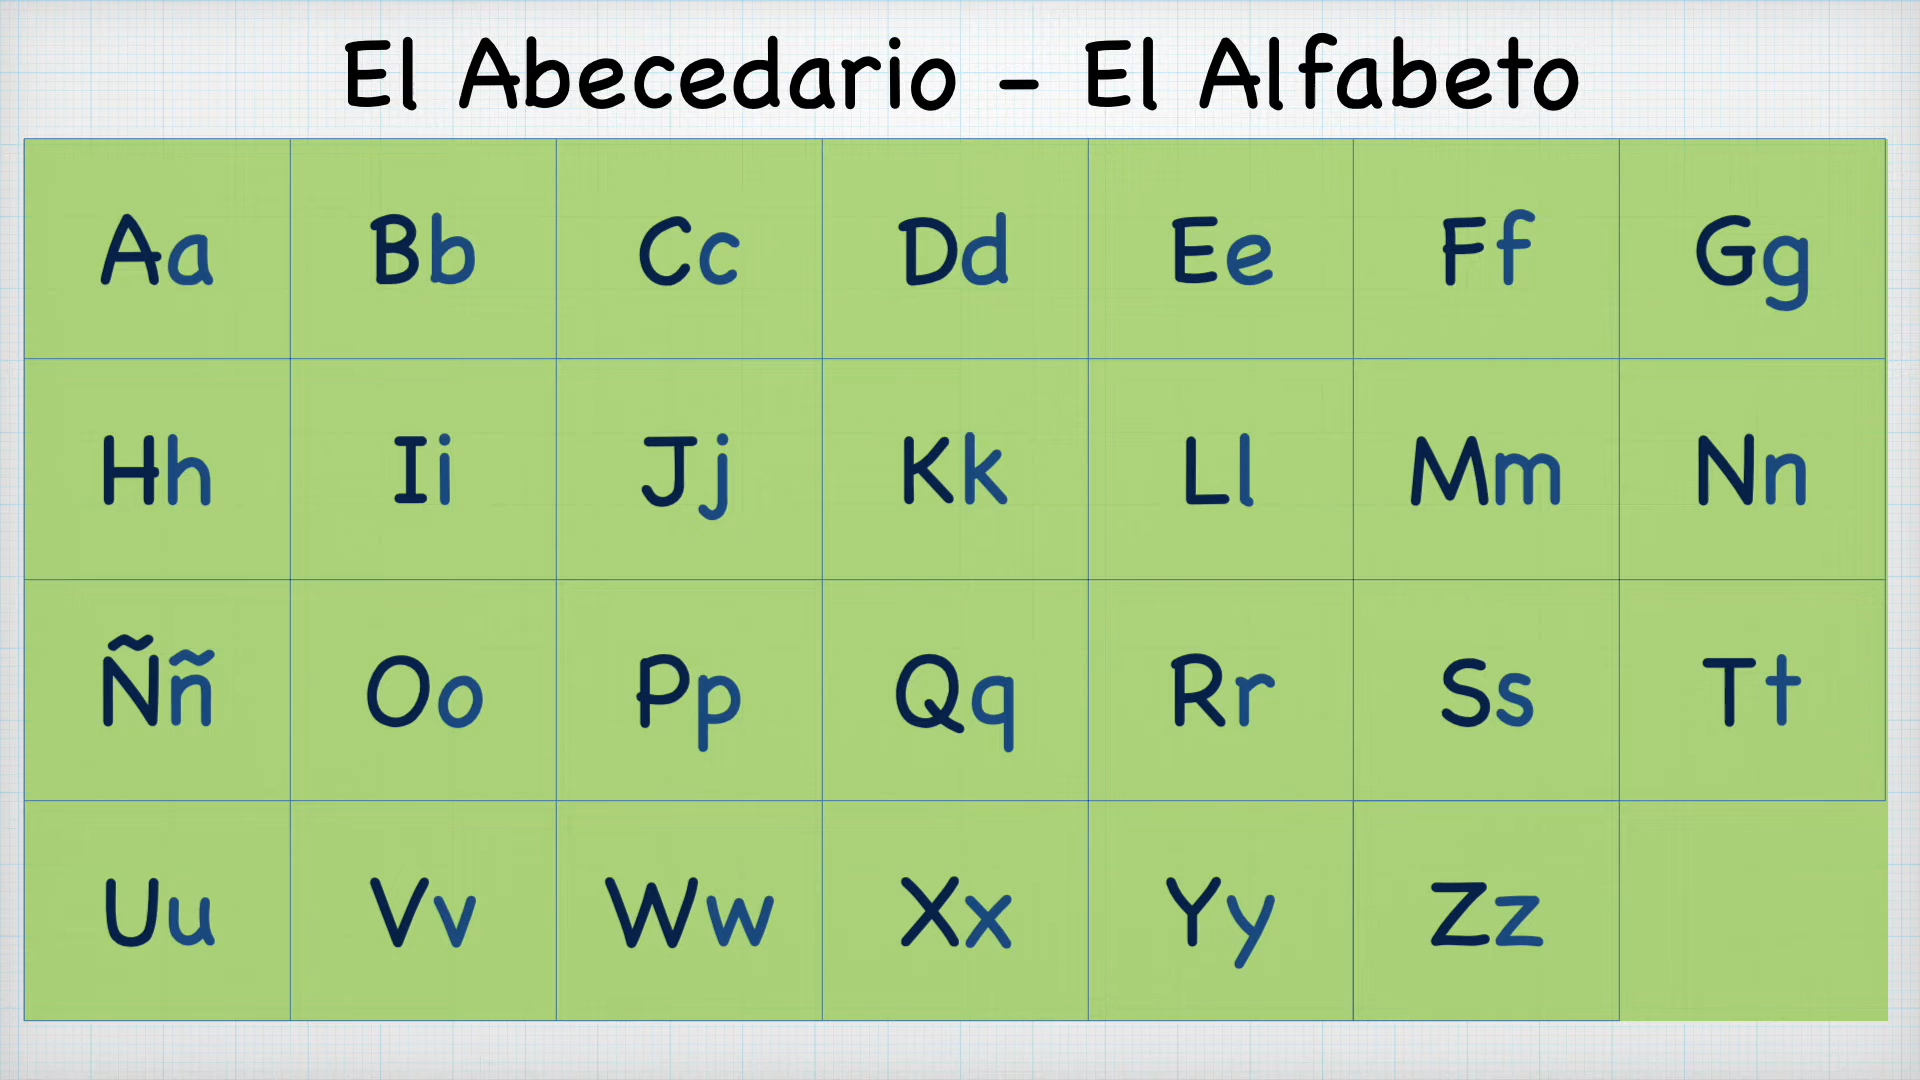 El Abecedario - El Alfabeto
Aa Bb Cc Dd Ee Ff Gg
Hh Ii Jj Kk Ll Mm Nn
Ññ Oo Pp Qq Rr Ss Tt
Uu Vv Ww Xx Yy Zz